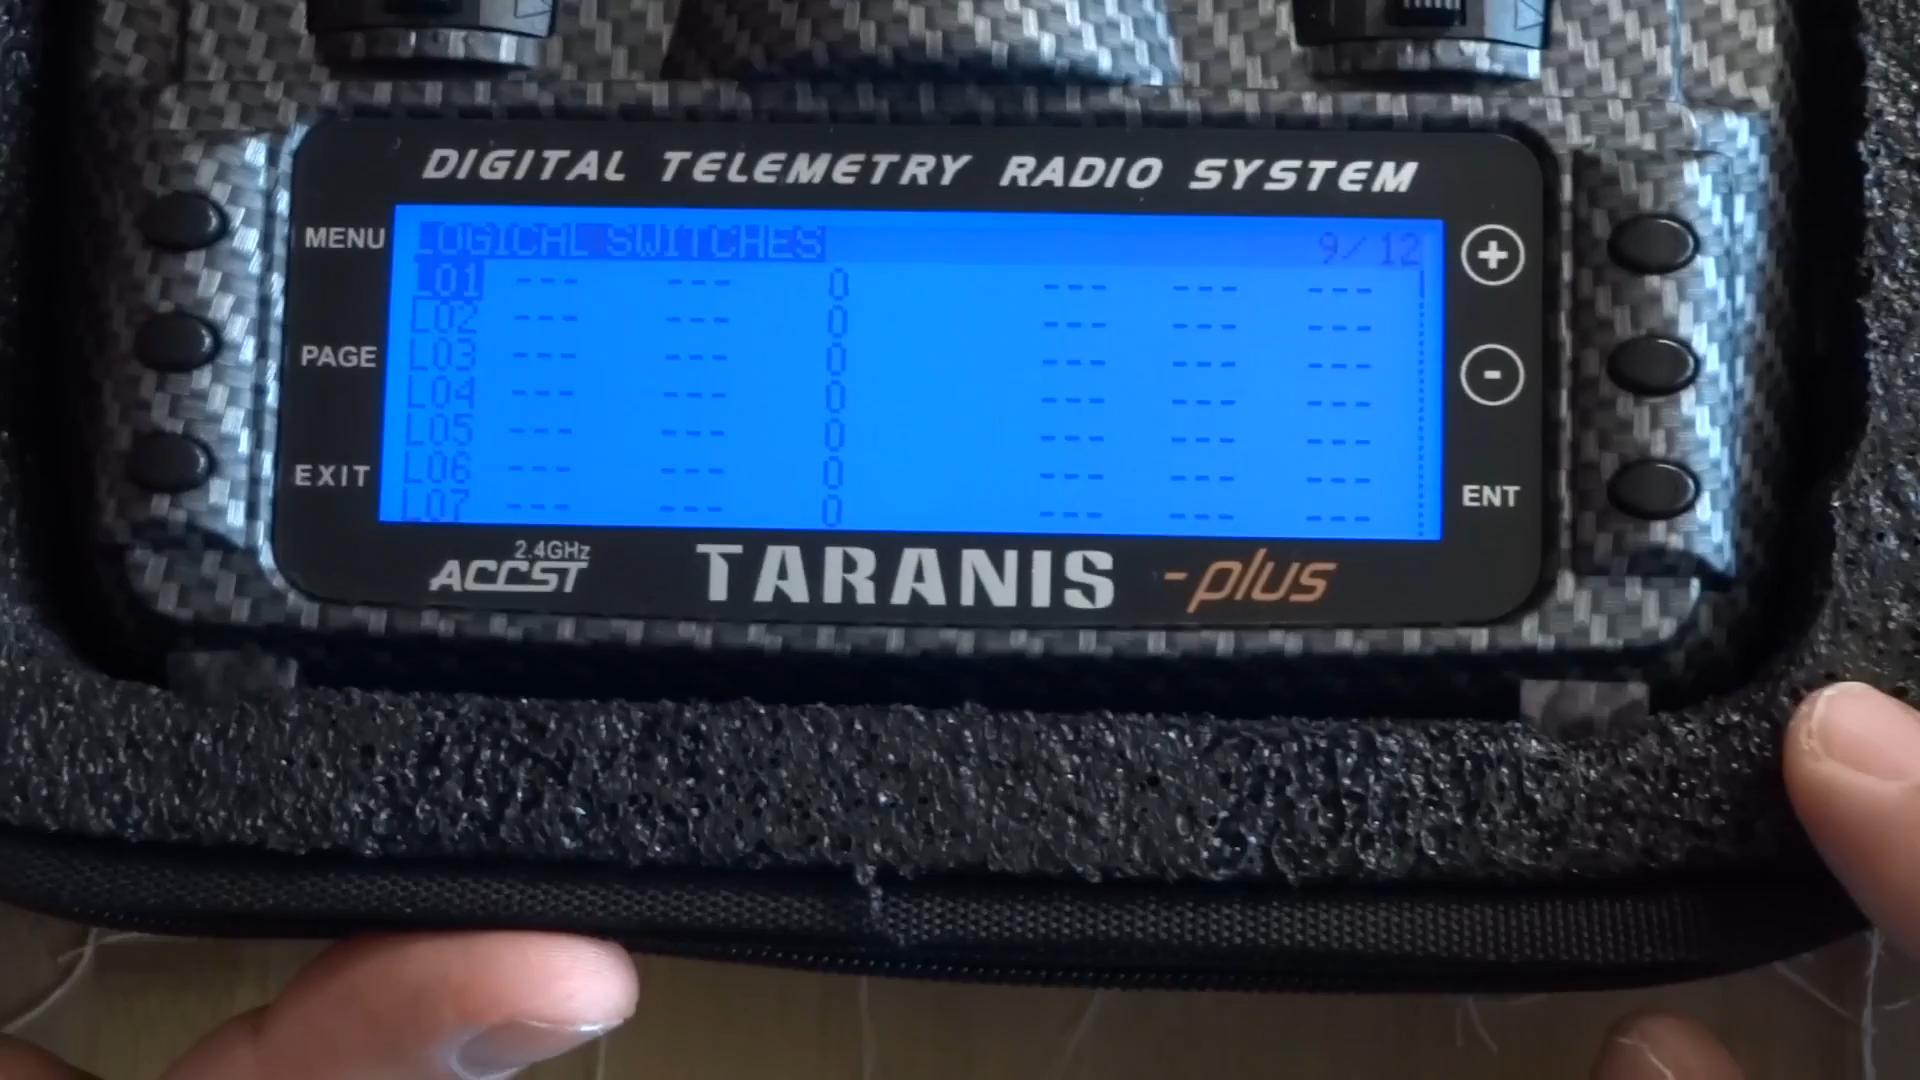 DIGITAL TELEMETRY RADIO SYSTEM
MENU
PAGE
EXIT
LOGICAL SWITCHES 9/12
L01 --- --- 0 --- --- ---
L02 --- --- 0 --- --- ---
L03 --- --- 0 --- --- ---
L04 --- --- 0 --- --- ---
L05 --- --- 0 --- --- ---
L06 --- --- 0 --- --- ---
L07 --- --- 0 --- --- ---
+
-
ENT
2.4GHz
ACCST
TARANIS -plus